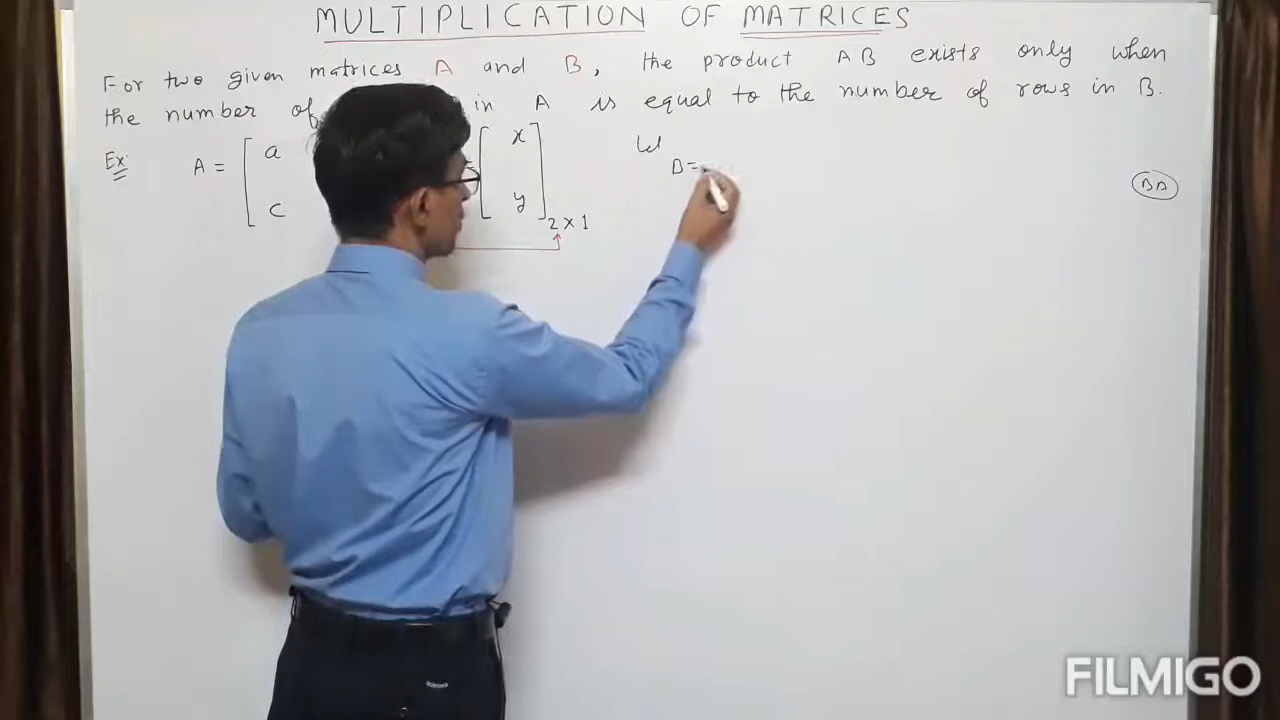 MULTIPLICATION OF MATRICES
For two given matrices A and B, the product AB exists only when
the number of in A is equal to the number of rows in B.
Ex: A = [ a c = [ x y ] 2 × 1
Let
B =
BA
FILMIGO